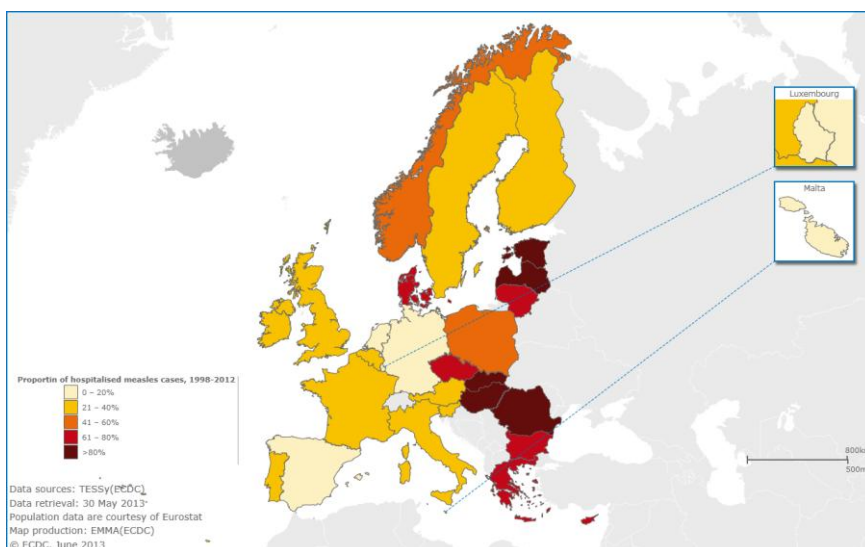 Luxembourg
Malta
Proportin of hospitalised measles cases, 1998-2012
0 – 20%
21 – 40%
41 – 60%
61 – 80%
>80%
800k
500m
Data sources: TESSy(ECDC)
Data retrieval: 30 May 2013
Population data are courtesy of Eurostat
Map production: EMMA(ECDC)
© ECDC, June 2013